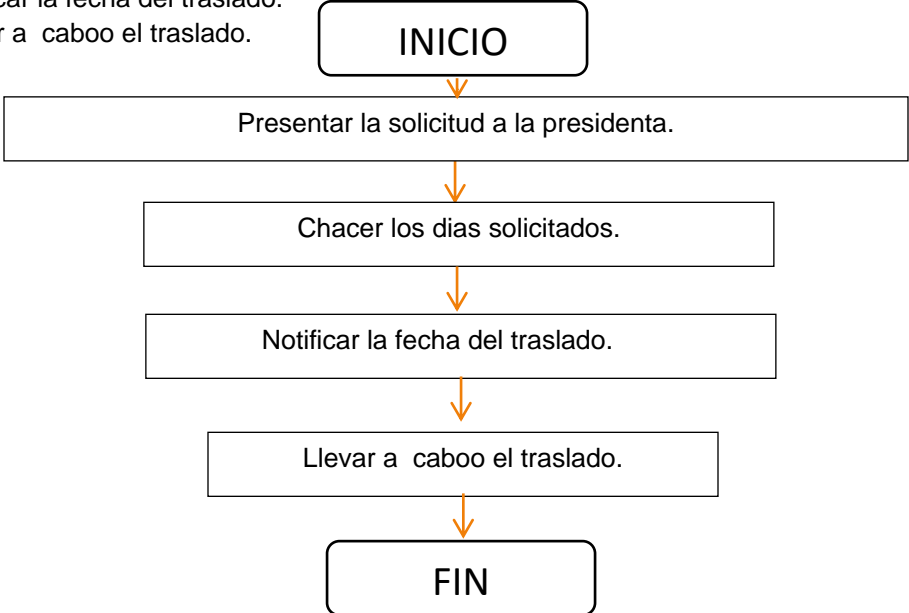 la fecha del traslado.
a caboo el traslado.
INICIO
Presentar la solicitud a la presidenta.
Chacer los dias solicitados.
Notificar la fecha del traslado.
Llevar a caboo el traslado.
FIN